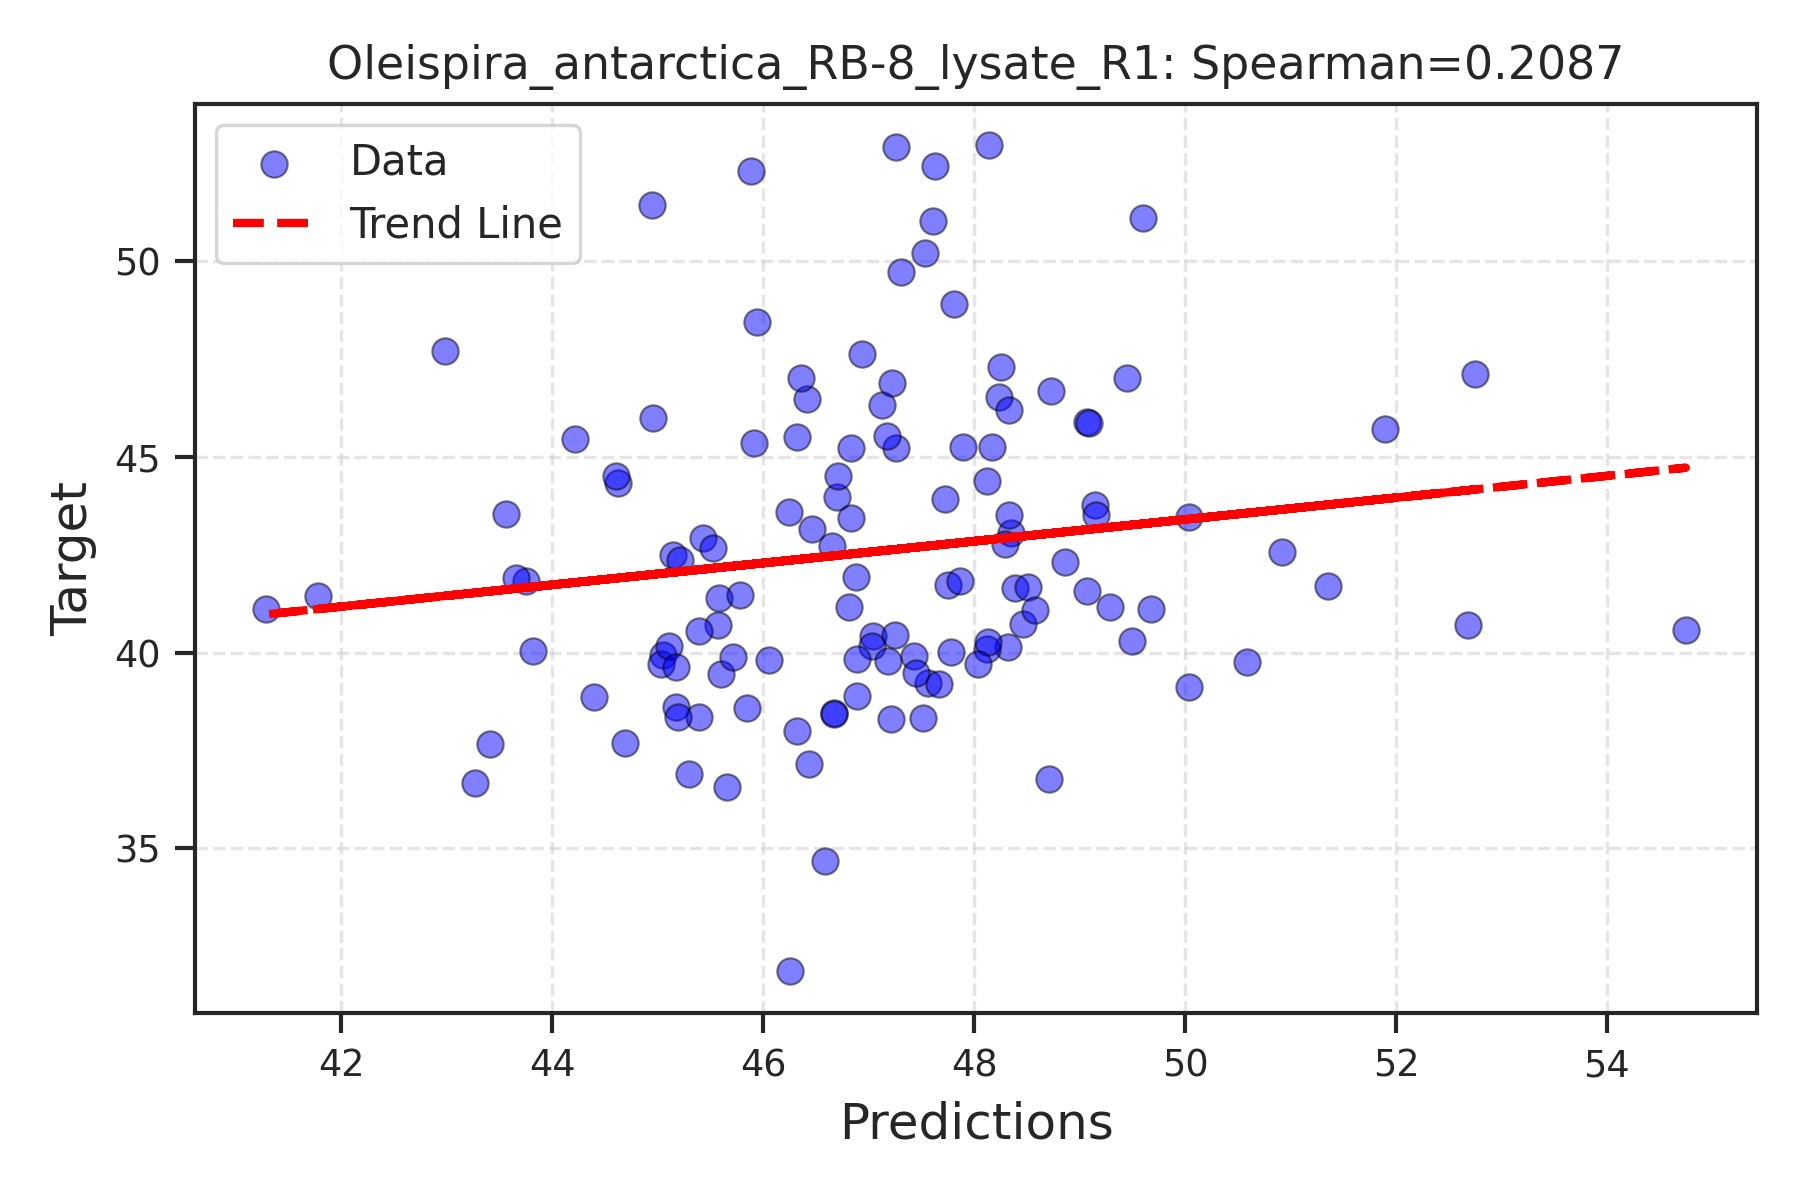 Oleispira_antarctica_RB-8_lysate_R1: Spearman=0.2087
Data
Trend Line
50
45
40
35
Target
42 44 46 48 50 52 54
Predictions